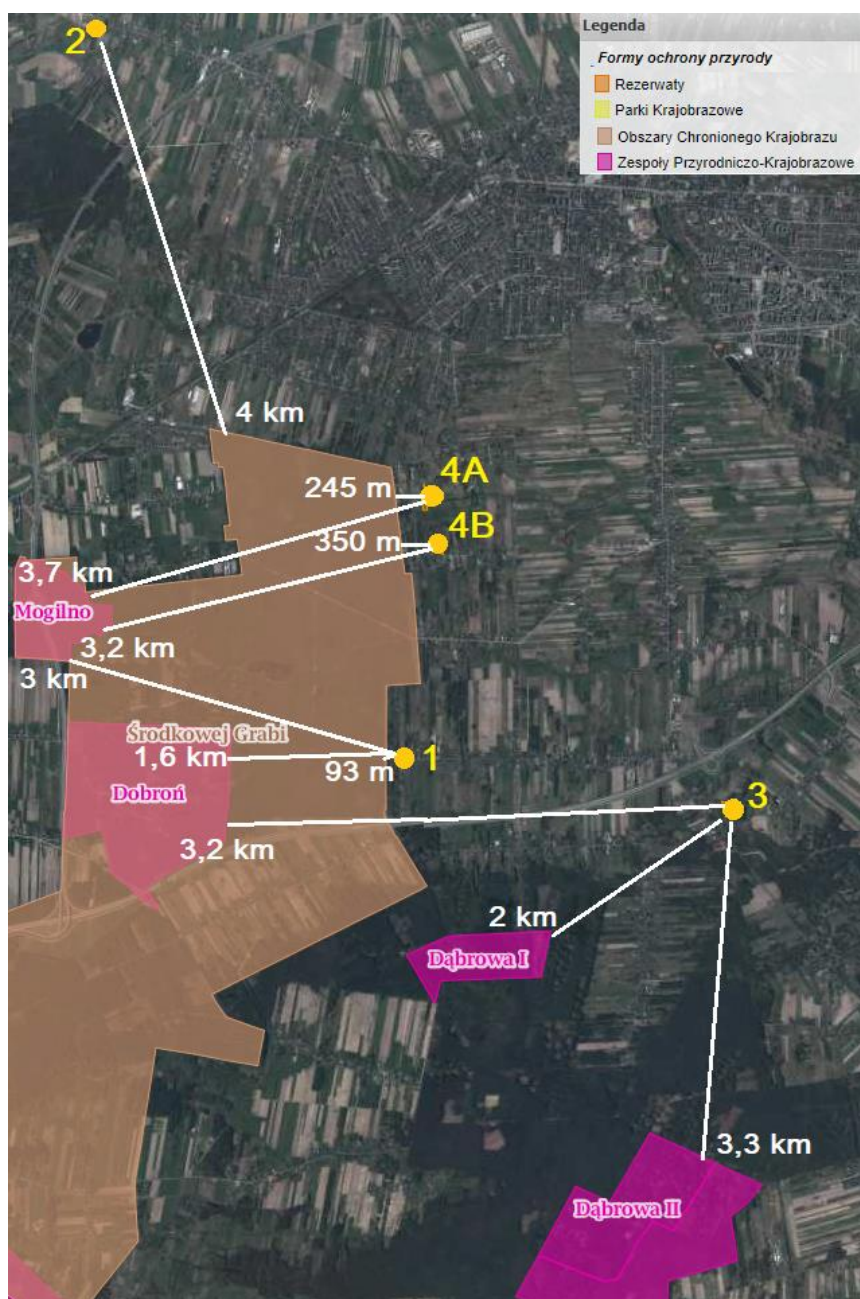 Legenda
Formy ochrony przyrody
Rezerwaty
Parki Krajobrazowe
Obszary Chronionego Krajobrazu
Zespoły Przyrodniczo-Krajobrazowe
2
4 km
4A
245 m
4B
350 m
3,7 km
Mogilno
3,2 km
3 km
Środkowej Grabi
1,6 km
93 m
1
Dobroń
3
3,2 km
2 km
Dąbrowa I
3,3 km
Dąbrowa II